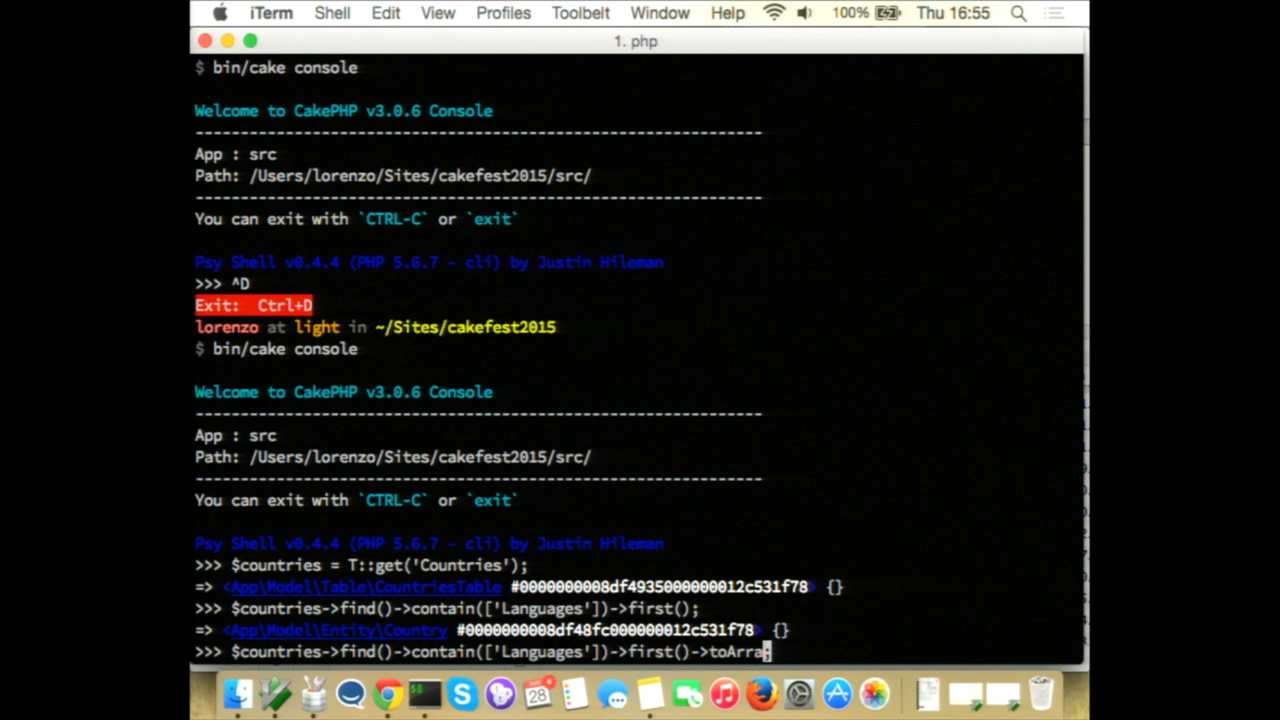 iTerm Shell Edit View Profiles Toolbelt Window Help 100% Thu 16:55
1. php
$ bin/cake console
Welcome to CakePHP v3.0.6 Console
---------------------------------------------------------------
App : src
Path: /Users/lorenzo/Sites/cakefest2015/src/
---------------------------------------------------------------
You can exit with `CTRL-C` or `exit`
Psy Shell v0.4.4 (PHP 5.6.7 — cli) by Justin Hileman
>>> ^D
Exit:  Ctrl+D
lorenzo at light in ~/Sites/cakefest2015
$ bin/cake console
Welcome to CakePHP v3.0.6 Console
---------------------------------------------------------------
App : src
Path: /Users/lorenzo/Sites/cakefest2015/src/
---------------------------------------------------------------
You can exit with `CTRL-C` or `exit`
Psy Shell v0.4.4 (PHP 5.6.7 — cli) by Justin Hileman
>>> $countries = T::get('Countries');
=> <App\Model\Table\CountriesTable #0000000008df4935000000012c531f78> {}
>>> $countries->find()->contain(['Languages'])->first();
=> <App\Model\Entity\Country #0000000008df48fc000000012c531f78> {}
>>> $countries->find()->contain(['Languages'])->first()->toArra;
28